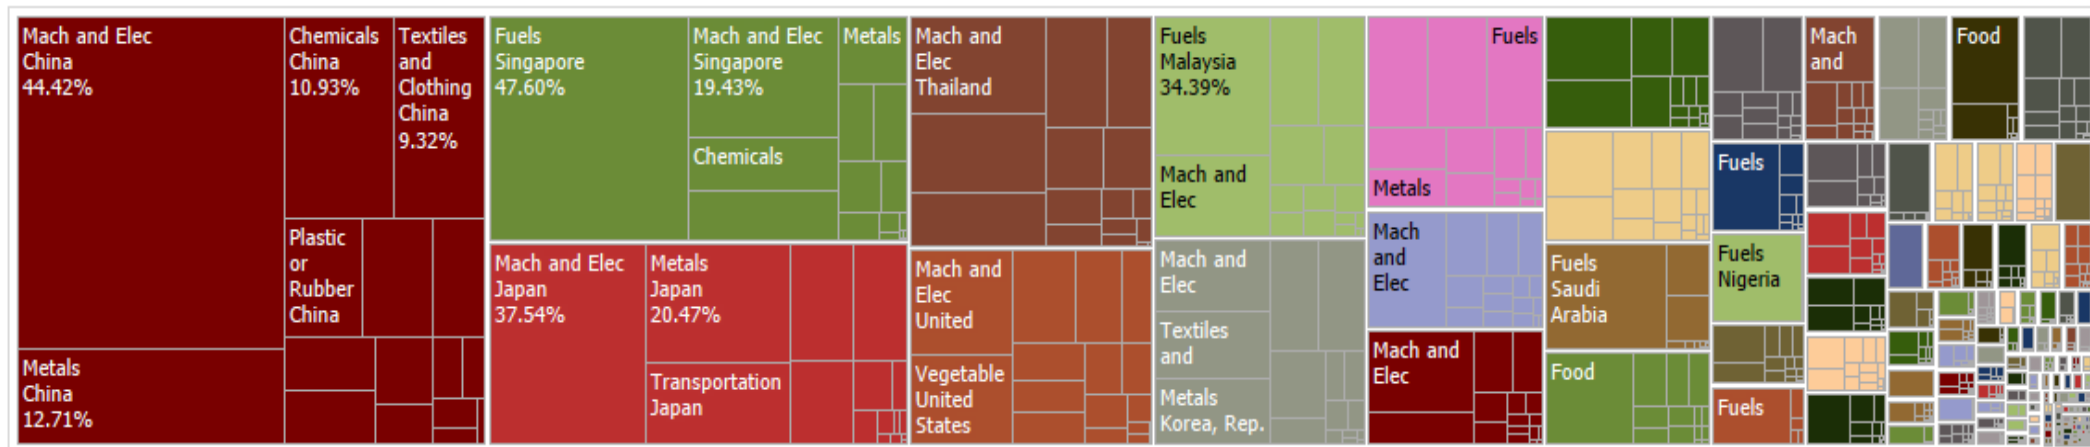 Mach and Elec
China
44.42%
Metals
China
12.71%
Chemicals
China
10.93%
Textiles
and
Clothing
China
9.32%
Plastic
or
Rubber
China
Fuels
Singapore
47.60%
Mach and Elec
Singapore
19.43%
Metals
Chemicals
Mach and Elec
Japan
37.54%
Metals
Japan
20.47%
Transportation
Japan
Mach and
Elec
Thailand
Mach and
Elec
United
Vegetable
United
States
Fuels
Malaysia
34.39%
Mach and
Elec
Mach and
Elec
Textiles
and
Metals
Korea, Rep.
Fuels
Metals
Mach
and
Elec
Mach and
Elec
Fuels
Saudi
Arabia
Food
Fuels
Fuels
Nigeria
Fuels
Mach
and
Food